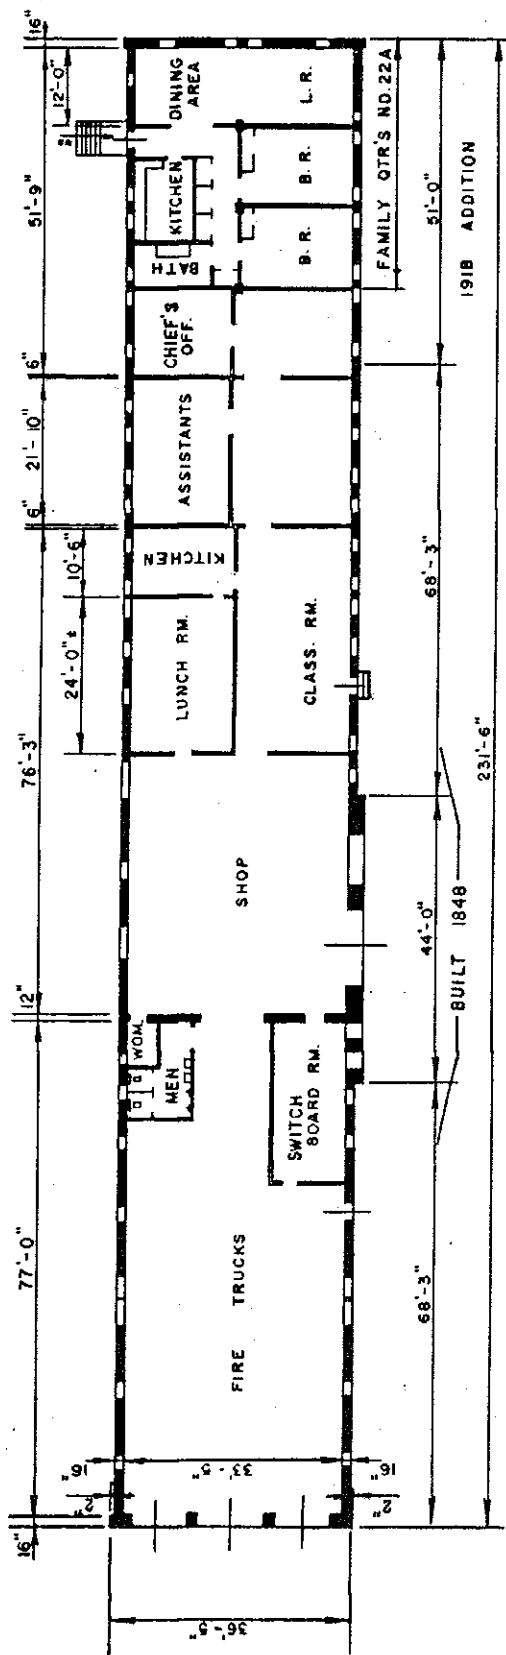 16"
77'-0"
12"
76'-3"
6"
21'-10"
6"
51'-9"
16"
24'-0"±
10'-6"
12'-0"
WOM.
MEN
LUNCH RM.
KITCHEN
ASSISTANTS
CHIEF'S
OFF.
BATH
KITCHEN
DINING
AREA
FIRE TRUCKS
SWITCH
BOARD RM.
SHOP
CLASS. RM.
B.R.
B.R.
L.R.
36'-5"
2"
16"
33'-5"
16"
2"
FAMILY QTR'S NO. 22A
68'-3"
44'-0"
68'-3"
51'-0"
BUILT 1848
1918 ADDITION
231'-6"